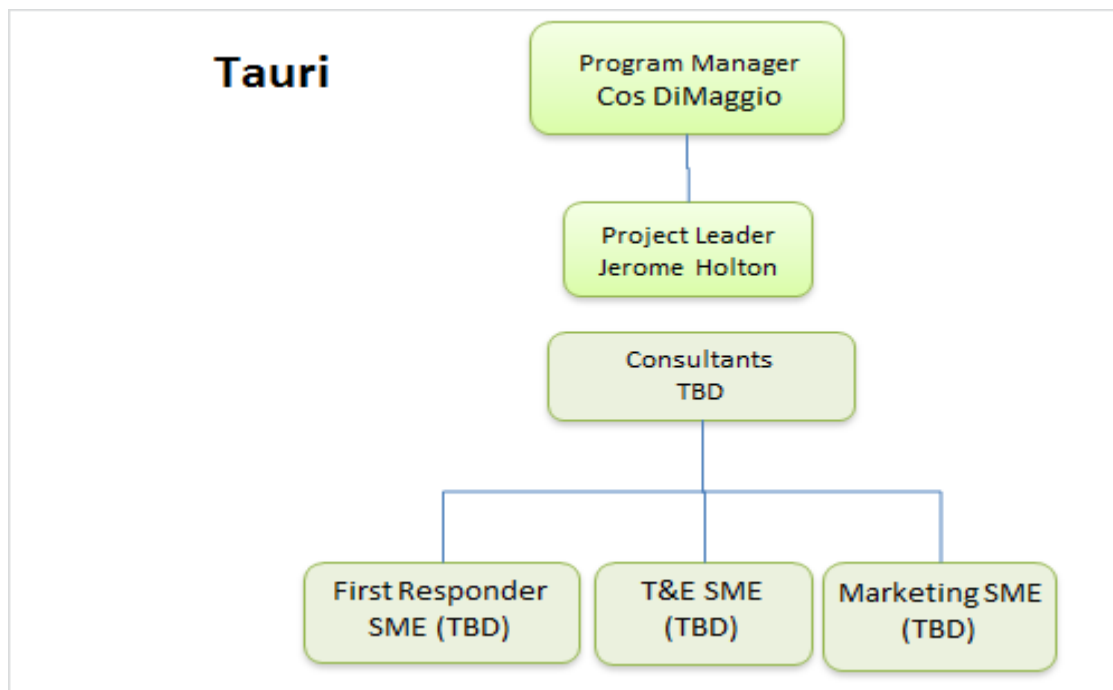 Tauri
Program Manager
Cos DiMaggio
Project Leader
Jerome Holton
Consultants
TBD
First Responder
SME (TBD)
T&E SME
(TBD)
Marketing SME
(TBD)